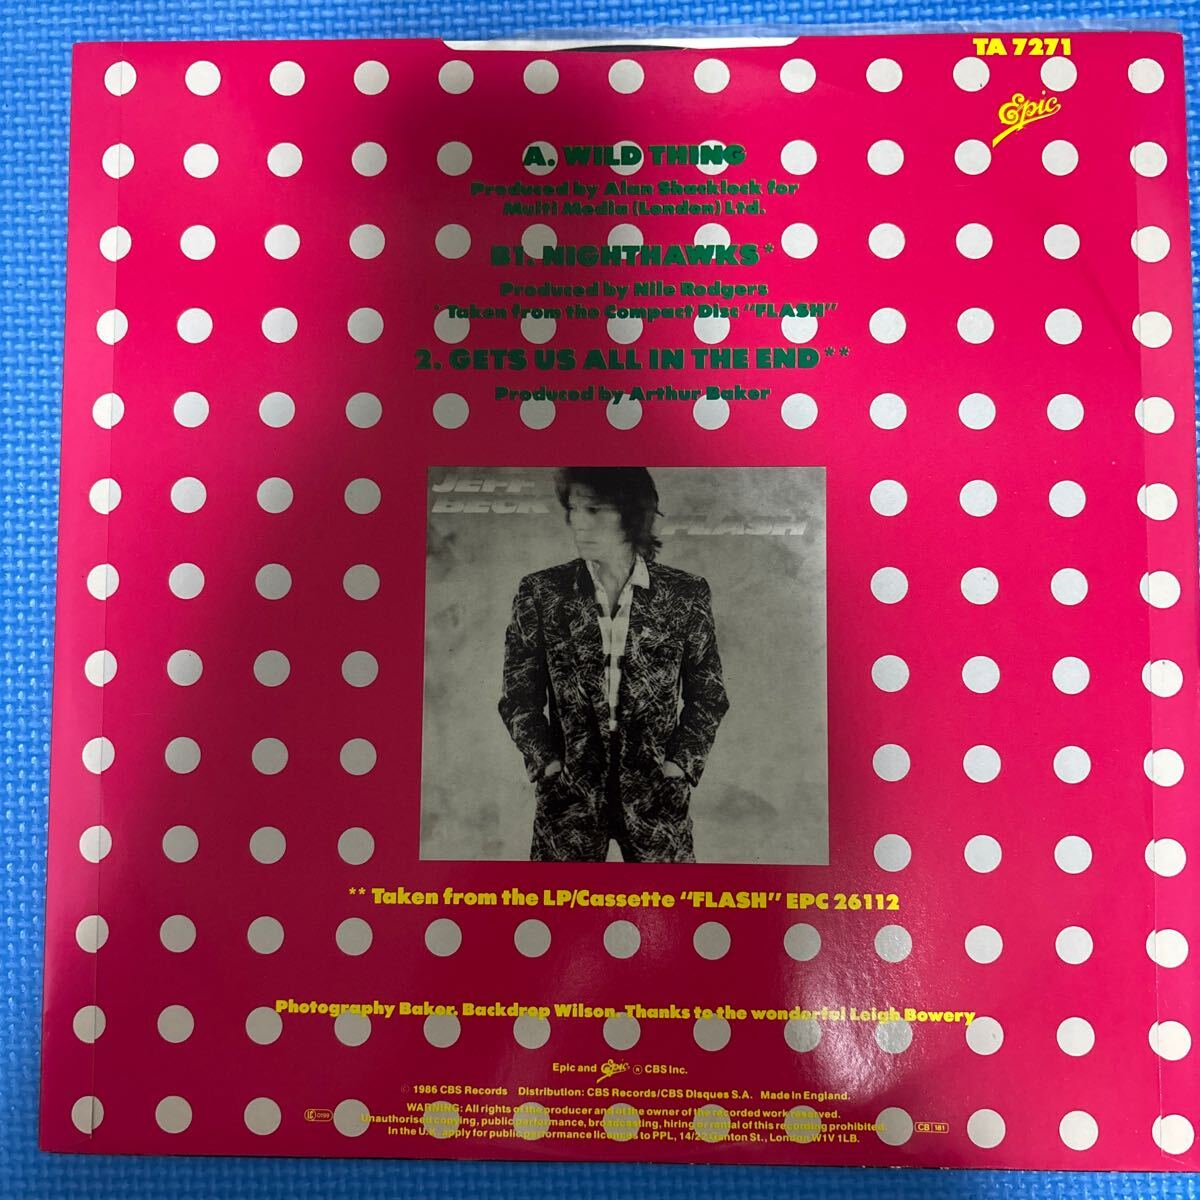 TA 7271
Epic
A. WILD THING
Produced by Alan Shacklock for
Multi Media (London) Ltd.
B1. NIGHTHAWKS*
Produced by Nile Rodgers
*Taken from the Compact Disc "FLASH"
2. GETS US ALL IN THE END**
Produced by Arthur Baker
JEFF BECK
FLASH
** Taken from the LP/Cassette "FLASH" EPC 26112
Photography Baker. Backdrop Wilson. Thanks to the wonderful Leigh Bowery
Epic and Epic ® CBS Inc.
© 1986 CBS Records Distribution: CBS Records/CBS Disques S.A. Made in England.
WARNING: All rights of the producer and of the owner of the recorded work reserved.
Unauthorised copying, public performance, broadcasting, hiring or rental of this recording prohibited.
In the U.K. apply for public performance licences to PPL, 14/22 Ganton St., London W1V 1LB.
LC 0199
CB 181